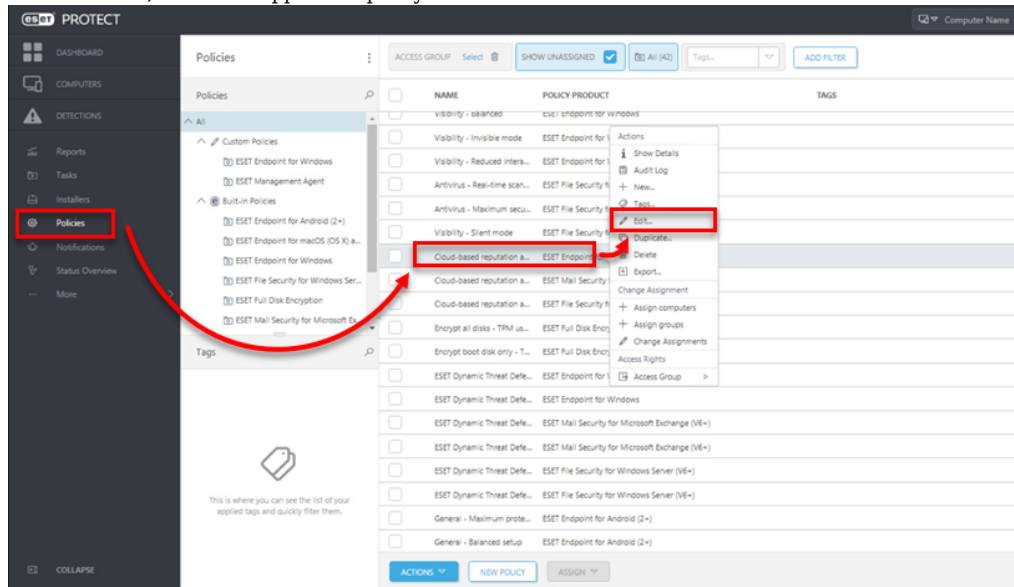 eset PROTECT
Computer Name
DASHBOARD
COMPUTERS
DETECTIONS
Reports
Tasks
Installers
Policies
Notifications
Status Overview
More
COLLAPSE
Policies
Policies
All
Custom Policies
ESET Endpoint for Windows
ESET Management Agent
Built-in Policies
ESET Endpoint for Android (2+)
ESET Endpoint for macOS (OS X) a...
ESET Endpoint for Windows
ESET File Security for Windows Ser...
ESET Full Disk Encryption
ESET Mail Security for Microsoft Ex...
Tags
This is where you can see the list of your
applied tags and quickly filter them.
ACCESS GROUP Select SHOW UNASSIGNED All (42) Tags... ADD FILTER
NAME POLICY PRODUCT TAGS
Visibility - Balanced ESET Endpoint for Windows
Visibility - Invisible mode ESET Endpoint for
Visibility - Reduced intera... ESET Endpoint for
Antivirus - Real-time scan... ESET File Security
Antivirus - Maximum secu... ESET File Security
Visibility - Silent mode ESET File Security
Cloud-based reputation a... ESET Endpoint
Cloud-based reputation a... ESET Mail Security
Cloud-based reputation a... ESET File Security
Encrypt all disks - TPM us... ESET Full Disk
Encrypt boot disk only - T... ESET Full Disk
ESET Dynamic Threat Defe... ESET Endpoint for
ESET Dynamic Threat Defe... ESET Endpoint for Windows
ESET Dynamic Threat Defe... ESET Mail Security for Microsoft Exchange (V6+)
ESET Dynamic Threat Defe... ESET Mail Security for Microsoft Exchange (V6+)
ESET Dynamic Threat Defe... ESET File Security for Windows Server (V6+)
ESET Dynamic Threat Defe... ESET File Security for Windows Server (V6+)
General - Maximum prote... ESET Endpoint for Android (2+)
General - Balanced setup ESET Endpoint for Android (2+)
Actions
Show Details
Audit Log
New...
Tags...
Edit...
Duplicate...
Delete
Export...
Change Assignment
Assign computers
Assign groups
Change Assignments
Access Rights
Access Group
ACTIONS NEW POLICY ASSIGN